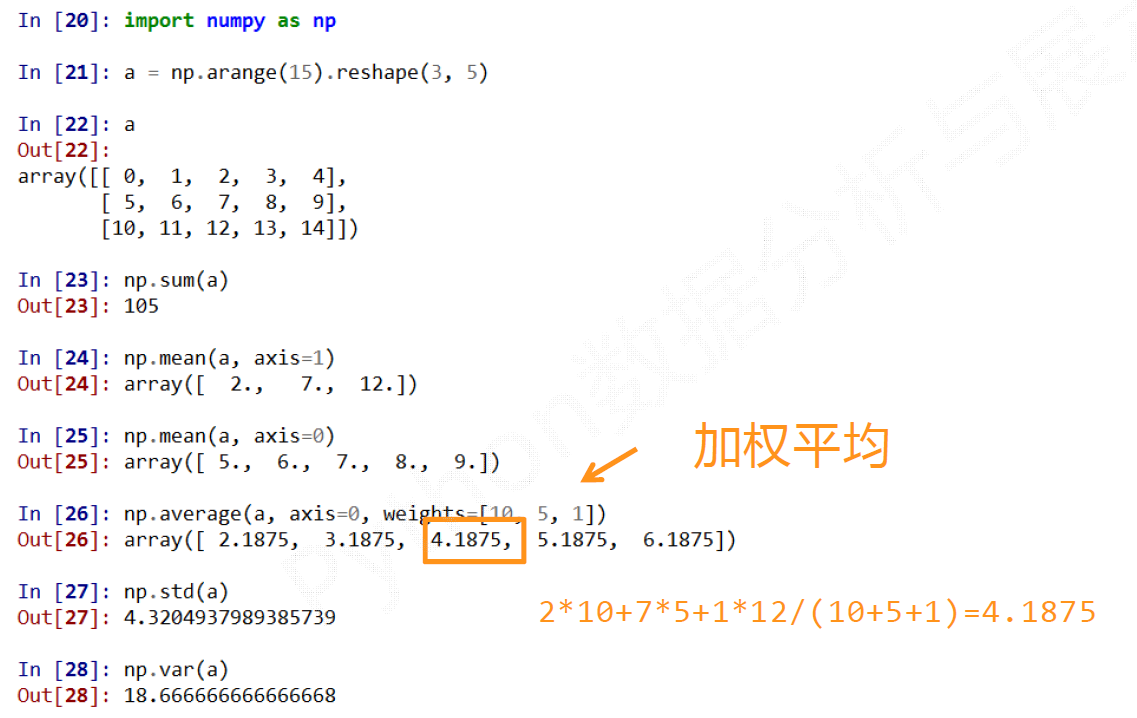 In [20]: import numpy as np
In [21]: a = np.arange(15).reshape(3, 5)
In [22]: a
Out[22]:
array([[ 0,  1,  2,  3,  4],
       [ 5,  6,  7,  8,  9],
       [10, 11, 12, 13, 14]])
In [23]: np.sum(a)
Out[23]: 105
In [24]: np.mean(a, axis=1)
Out[24]: array([  2.,   7.,  12.])
In [25]: np.mean(a, axis=0)
Out[25]: array([ 5.,  6.,  7.,  8.,  9.])
加权平均
In [26]: np.average(a, axis=0, weights=[10, 5, 1])
Out[26]: array([ 2.1875,  3.1875,  4.1875,  5.1875,  6.1875])
In [27]: np.std(a)
Out[27]: 4.3204937989385739
2*10+7*5+1*12/(10+5+1)=4.1875
In [28]: np.var(a)
Out[28]: 18.666666666666668
Python数据分析与展